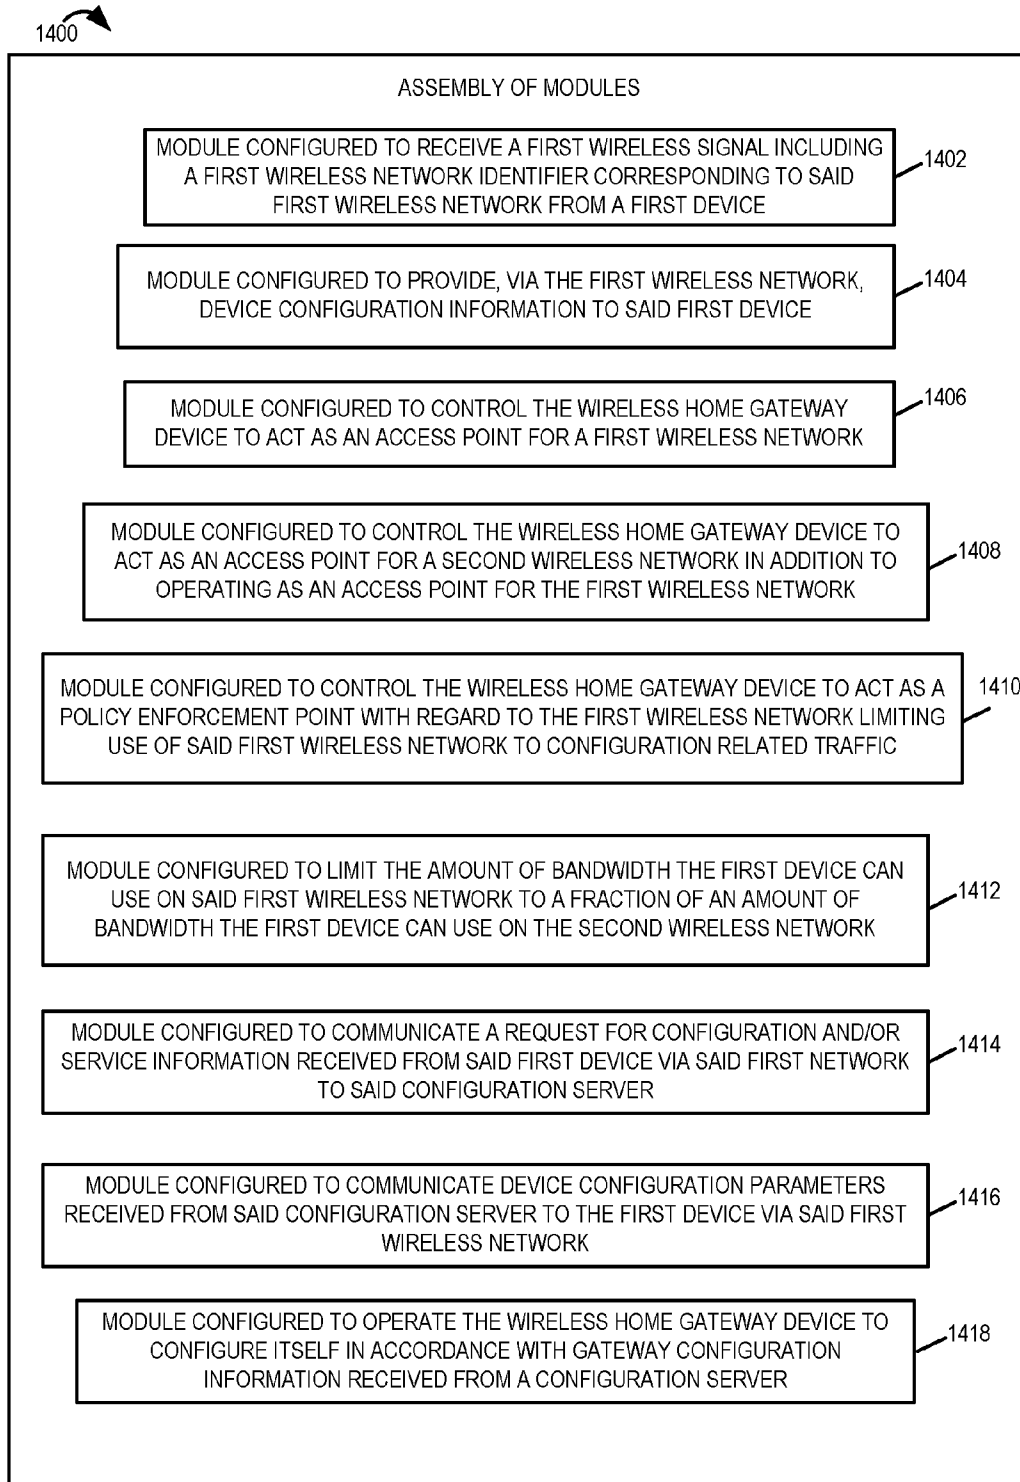 1400
ASSEMBLY OF MODULES
MODULE CONFIGURED TO RECEIVE A FIRST WIRELESS SIGNAL INCLUDING
A FIRST WIRELESS NETWORK IDENTIFIER CORRESPONDING TO SAID
FIRST WIRELESS NETWORK FROM A FIRST DEVICE
1402
MODULE CONFIGURED TO PROVIDE, VIA THE FIRST WIRELESS NETWORK,
DEVICE CONFIGURATION INFORMATION TO SAID FIRST DEVICE
1404
MODULE CONFIGURED TO CONTROL THE WIRELESS HOME GATEWAY
DEVICE TO ACT AS AN ACCESS POINT FOR A FIRST WIRELESS NETWORK
1406
MODULE CONFIGURED TO CONTROL THE WIRELESS HOME GATEWAY DEVICE TO
ACT AS AN ACCESS POINT FOR A SECOND WIRELESS NETWORK IN ADDITION TO
OPERATING AS AN ACCESS POINT FOR THE FIRST WIRELESS NETWORK
1408
MODULE CONFIGURED TO CONTROL THE WIRELESS HOME GATEWAY DEVICE TO ACT AS A
POLICY ENFORCEMENT POINT WITH REGARD TO THE FIRST WIRELESS NETWORK LIMITING
USE OF SAID FIRST WIRELESS NETWORK TO CONFIGURATION RELATED TRAFFIC
1410
MODULE CONFIGURED TO LIMIT THE AMOUNT OF BANDWIDTH THE FIRST DEVICE CAN
USE ON SAID FIRST WIRELESS NETWORK TO A FRACTION OF AN AMOUNT OF
BANDWIDTH THE FIRST DEVICE CAN USE ON THE SECOND WIRELESS NETWORK
1412
MODULE CONFIGURED TO COMMUNICATE A REQUEST FOR CONFIGURATION AND/OR
SERVICE INFORMATION RECEIVED FROM SAID FIRST DEVICE VIA SAID FIRST NETWORK
TO SAID CONFIGURATION SERVER
1414
MODULE CONFIGURED TO COMMUNICATE DEVICE CONFIGURATION PARAMETERS
RECEIVED FROM SAID CONFIGURATION SERVER TO THE FIRST DEVICE VIA SAID FIRST
WIRELESS NETWORK
1416
MODULE CONFIGURED TO OPERATE THE WIRELESS HOME GATEWAY DEVICE TO
CONFIGURE ITSELF IN ACCORDANCE WITH GATEWAY CONFIGURATION
INFORMATION RECEIVED FROM A CONFIGURATION SERVER
1418